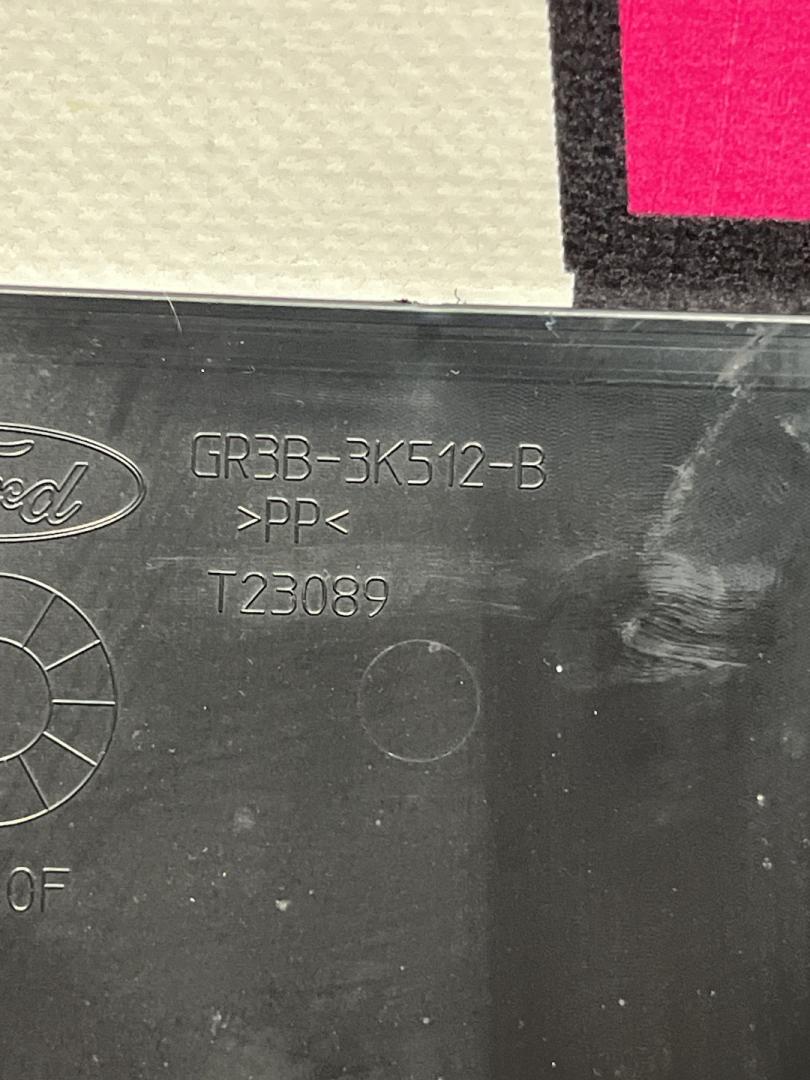 GR3B-3K512-B
>PP<
T23089
OF